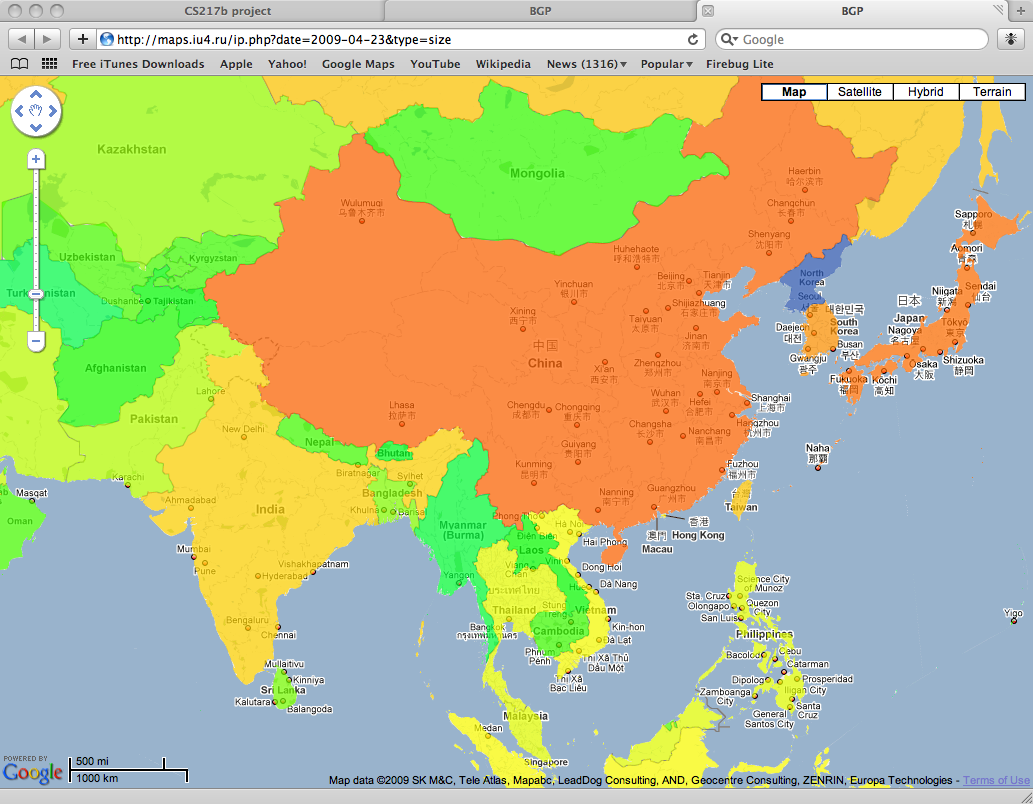 CS217b project
BGP
BGP
http://maps.iu4.ru/ip.php?date=2009-04-23&type=size
Google
Free iTunes Downloads
Apple
Yahoo!
Google Maps
YouTube
Wikipedia
News (1316)
Popular
Firebug Lite
Map
Satellite
Hybrid
Terrain
Kazakhstan
Mongolia
Haerbin
哈尔滨市
Changchun
长春市
Wulumuqi
乌鲁木齐市
Shenyang
沈阳市
Sapporo
札幌
Aomori
青森
Huhehaote
呼和浩特市
Uzbekistan
Kyrgyzstan
Beijing
北京市
Tianjin
天津市
North
Korea
Yinchuan
银川市
Sendai
仙台
Niigata
新潟
Dushanbe
Tajikistan
Seoul
서울
Shijiazhuang
石家庄市
대한민국
South
Korea
日本
Japan
Xining
西宁市
Taiyuan
太原市
Daejeon
대전
Tōkyō
東京
Nagoya
名古屋
Jinan
济南市
Busan
부산
中国
China
Gwangju
광주
Shizuoka
静岡
Afghanistan
Xi'an
西安市
Zhengzhou
郑州市
Osaka
大阪
Nanjing
南京市
Fukuoka
福岡
Kōchi
高知
Lahore
Lhasa
拉萨市
Chengdu
成都市
Chongqing
重庆市
Wuhan
武汉市
Hefei
合肥市
Shanghai
上海市
Pakistan
Hangzhou
杭州市
New Delhi
Nepal
Changsha
长沙市
Nanchang
南昌市
Guiyang
贵阳市
Bhutan
Naha
那覇
Biratnagar
Sylhet
Kunming
昆明市
Fuzhou
福州市
Karachi
Masqat
Oman
Bangladesh
Nanning
南宁市
Guangzhou
广州市
台灣
Taiwan
Ahmadabad
India
Khulna
Myanmar
(Burma)
Hà Nội
Hai Phong
香港
Hong Kong
澳門
Macau
Điện Biên
Laos
Mumbai
Pune
Vishakhapatnam
Hyderabad
Viang
Chan
Vinh
Dong Hoi
Yangon
Hue
Đà Nang
ประเทศไทย
Thailand
Vietnam
Science City
of Munoz
Sta. Cruz
Olongapo
Quezon
City
San Luis
Bengaluru
Chennai
Bangkok
กรุงเทพมหานคร
Stung
Treng
Kin-hon
Cambodia
Đà Lạt
Philippines
Phnum
Penh
Thị Xã Thủ
Dầu Một
Bacolod
Cebu
Catarman
Mullaitivu
Kinniya
Sri Lanka
Kalutara
Balangoda
Thị Xã
Bạc Liêu
Dipolog
Prosperidad
Zamboanga
City
Iligan City
Santa
Cruz
General
Santos City
Malaysia
Medan
Singapore
Yigo
POWERED BY
Google
500 mi
1000 km
Map data ©2009 SK M&C, Tele Atlas, Mapabc, LeadDog Consulting, AND, Geocentre Consulting, ZENRIN, Europa Technologies - Terms of Use